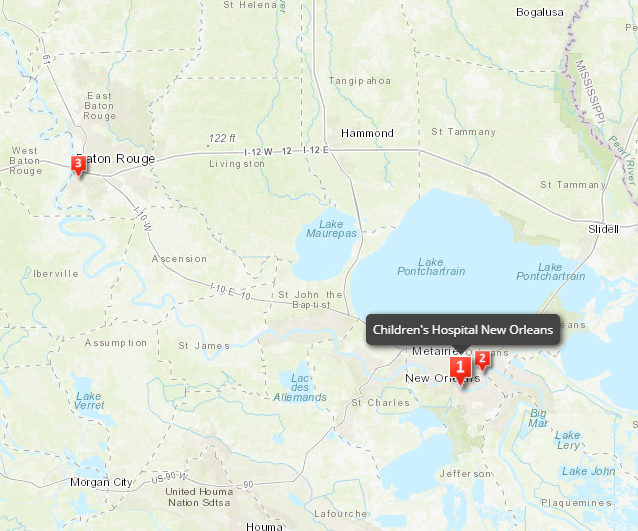 St Helena
Bogalusa
Tangipahoa
MISSISSIPPI
East
Baton
Rouge
122 ft
Hammond
St Tammany
Pearl River
West
Baton
Rouge
3
Baton Rouge
I-12 W
12
I-12 E
Livingston
St Tammany
I-10-W
Lake
Maurepas
Slidell
Lake
Pontchartrain
Lake
Pontchartrain
Iberville
Ascension
I-10-E
10
St John the
Baptist
Children's Hospital New Orleans
Assumption
St James
Metairie
Orleans
1
2
New Orleans
Lac
des
Allemands
St Charles
Lake
Verret
Big
Mar
Lake
Lery
Lake John
Jefferson
Morgan City
US-90-W
United Houma
Nation Sdtsa
Plaquemines
Lafourche
Houma